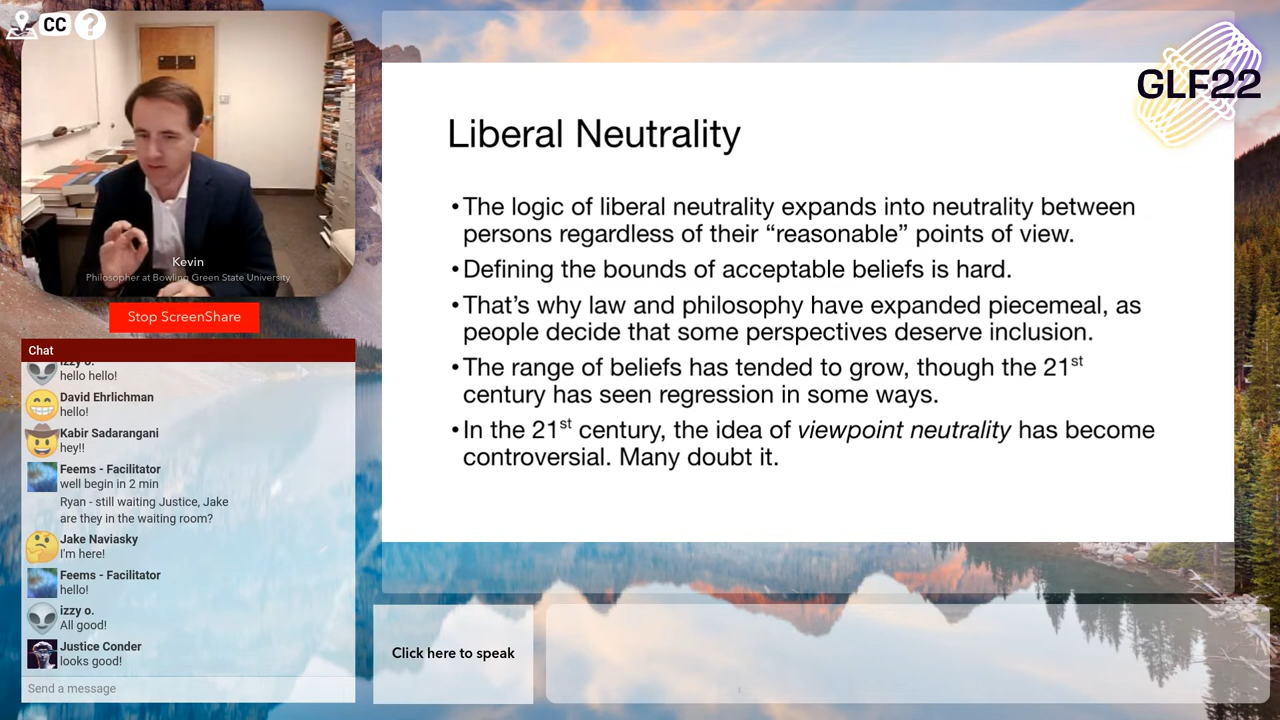 CC
?
Kevin
Philosopher at Bowling Green State University
Stop ScreenShare
Chat
izzy o.
hello hello!
David Ehrlichman
hello!
Kabir Sadarangani
hey!!
Feems - Facilitator
well begin in 2 min
Ryan - still waiting Justice, Jake
are they in the waiting room?
Jake Naviasky
I'm here!
Feems - Facilitator
hello!
izzy o.
All good!
Justice Conder
looks good!
Send a message
GLF22
Liberal Neutrality
•The logic of liberal neutrality expands into neutrality between
persons regardless of their “reasonable” points of view.
•Defining the bounds of acceptable beliefs is hard.
•That’s why law and philosophy have expanded piecemeal, as
people decide that some perspectives deserve inclusion.
•The range of beliefs has tended to grow, though the 21st
century has seen regression in some ways.
•In the 21st century, the idea of viewpoint neutrality has become
controversial. Many doubt it.
Click here to speak